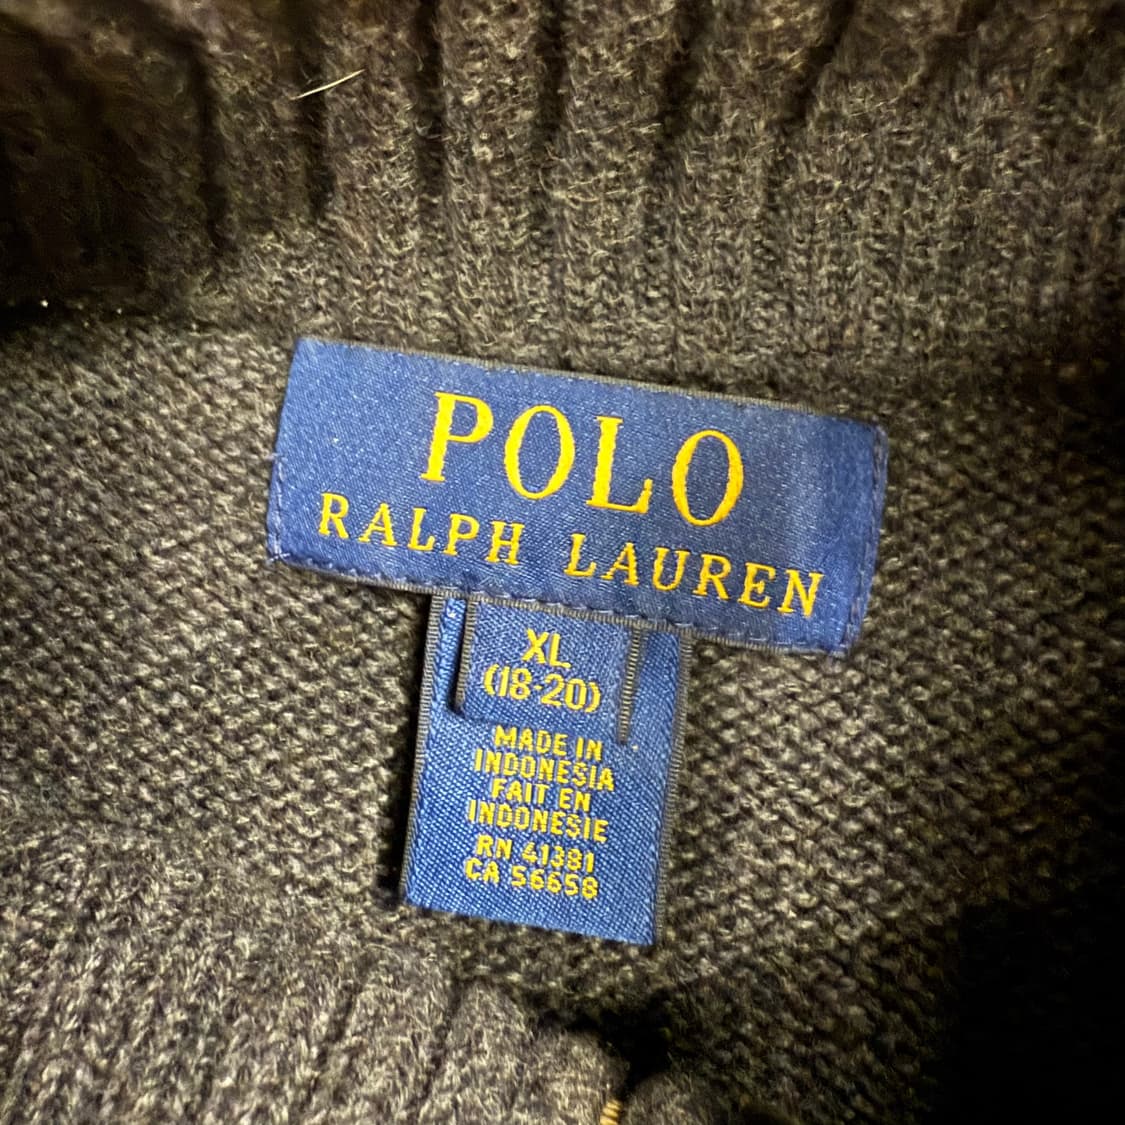 POLO
RALPH LAUREN
XL
(18-20)
MADE IN
INDONESIA
FAIT EN
INDONESIE
RN 41381
CA 56658